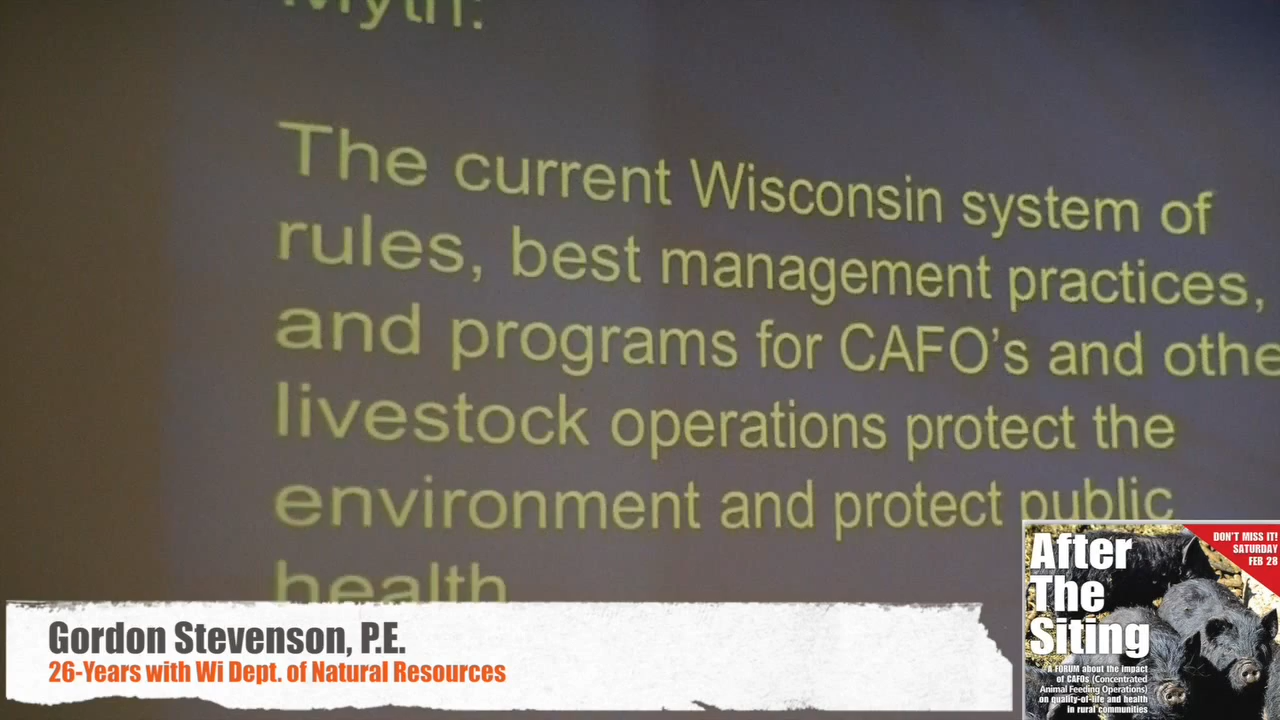 Myth:
The current Wisconsin system of
rules, best management practices,
and programs for CAFO's and othe
livestock operations protect the
environment and protect public
health
Gordon Stevenson, P.E.
26-Years with Wi Dept. of Natural Resources
DON'T MISS IT!
SATURDAY
FEB 28
After
The
Siting
A FORUM about the impact
of CAFOs (Concentrated
Animal Feeding Operations)
on quality-of-life and health
in rural communities